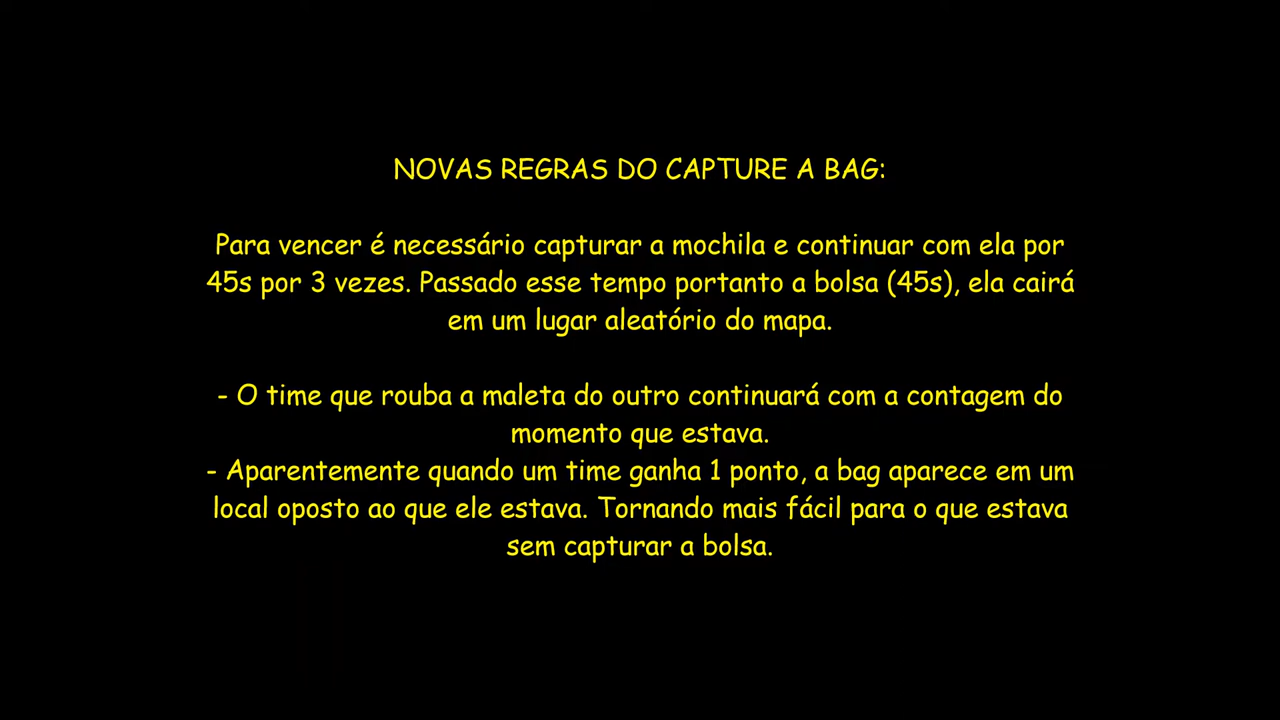 NOVAS REGRAS DO CAPTURE A BAG:
Para vencer é necessário capturar a mochila e continuar com ela por
45s por 3 vezes. Passado esse tempo portanto a bolsa (45s), ela cairá
em um lugar aleatório do mapa.
- O time que rouba a maleta do outro continuará com a contagem do
momento que estava.
- Aparentemente quando um time ganha 1 ponto, a bag aparece em um
local oposto ao que ele estava. Tornando mais fácil para o que estava
sem capturar a bolsa.